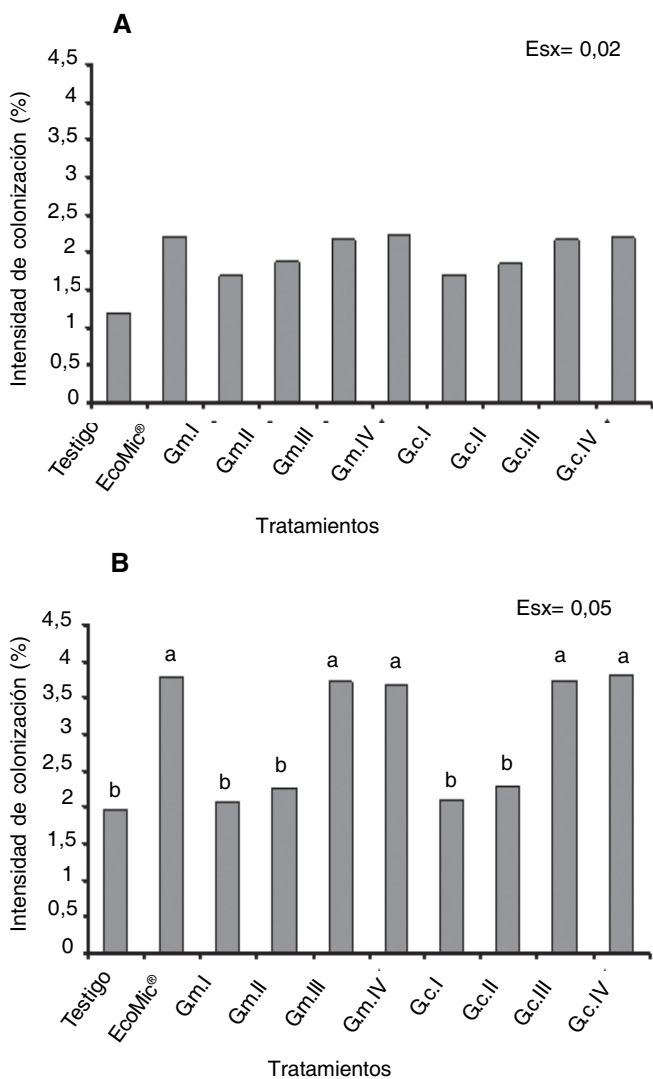 A
Esx= 0,02
Intensidad de colonización (%)
4,5
4
3,5
3
2,5
2
1,5
1
0,5
0
Testigo
EcoMic®
G.m.I
G.m.II
G.m.III
G.m.IV
G.c.I
G.c.II
G.c.III
G.c.IV
Tratamientos
B
Esx= 0,05
Intensidad de colonización (%)
4,5
4
3,5
3
2,5
2
1,5
1
0,5
0
b
a
b
b
a
a
b
b
a
a
Testigo
EcoMic®
G.m.I
G.m.II
G.m.III
G.m.IV
G.c.I
G.c.II
G.c.III
G.c.IV
Tratamientos